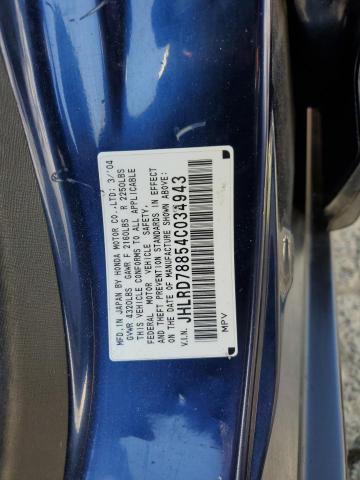 MFD.IN JAPAN BY HONDA MOTOR CO.,LTD: 3/'04
GVWR 4320LBS GAWR F 2160LBS R 2250LBS
THIS VEHICLE CONFORMS TO ALL APPLICABLE
FEDERAL MOTOR VEHICLE SAFETY,
AND THEFT PREVENTION STANDARDS IN EFFECT
ON THE DATE OF MANUFACTURE SHOWN ABOVE:
V.I.N. JHLRD78854C034943
MPV